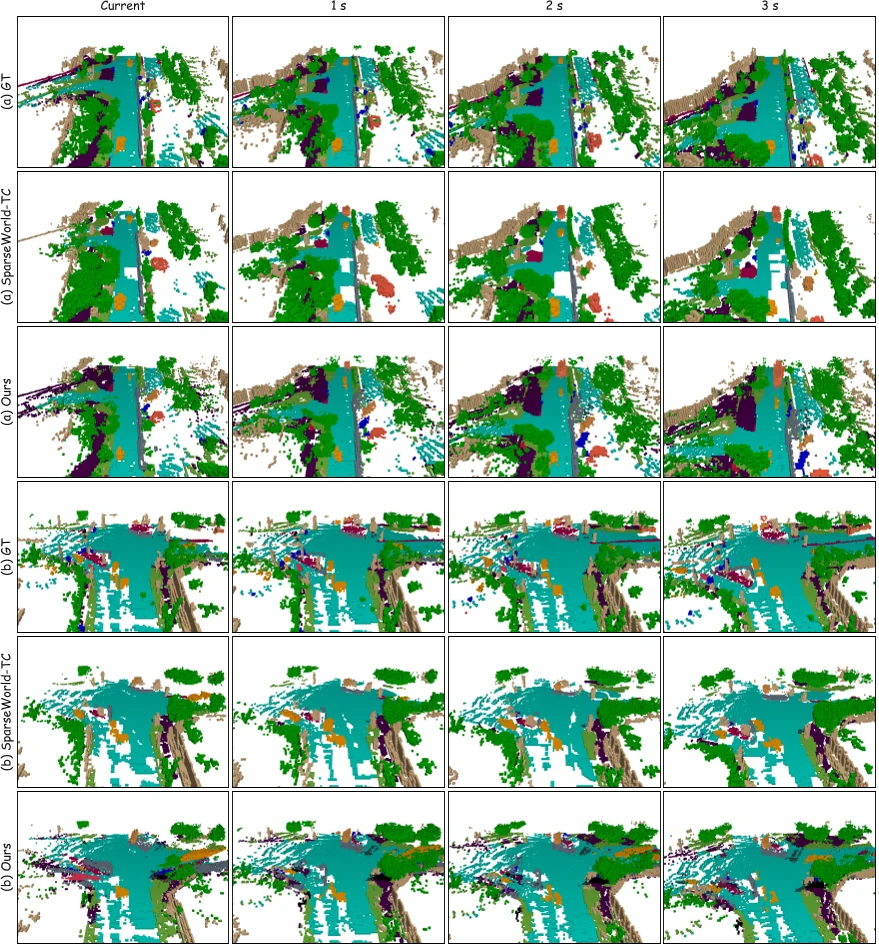 Current 1 s 2 s 3 s
(a) GT
(a) SparseWorld-TC
(a) Ours
(b) GT
(b) SparseWorld-TC
(b) Ours